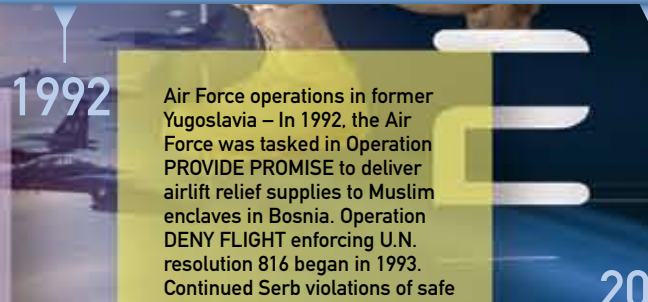 1992
Air Force operations in former
Yugoslavia – In 1992, the Air
Force was tasked in Operation
PROVIDE PROMISE to deliver
airlift relief supplies to Muslim
enclaves in Bosnia. Operation
DENY FLIGHT enforcing U.N.
resolution 816 began in 1993.
Continued Serb violations of safe
20